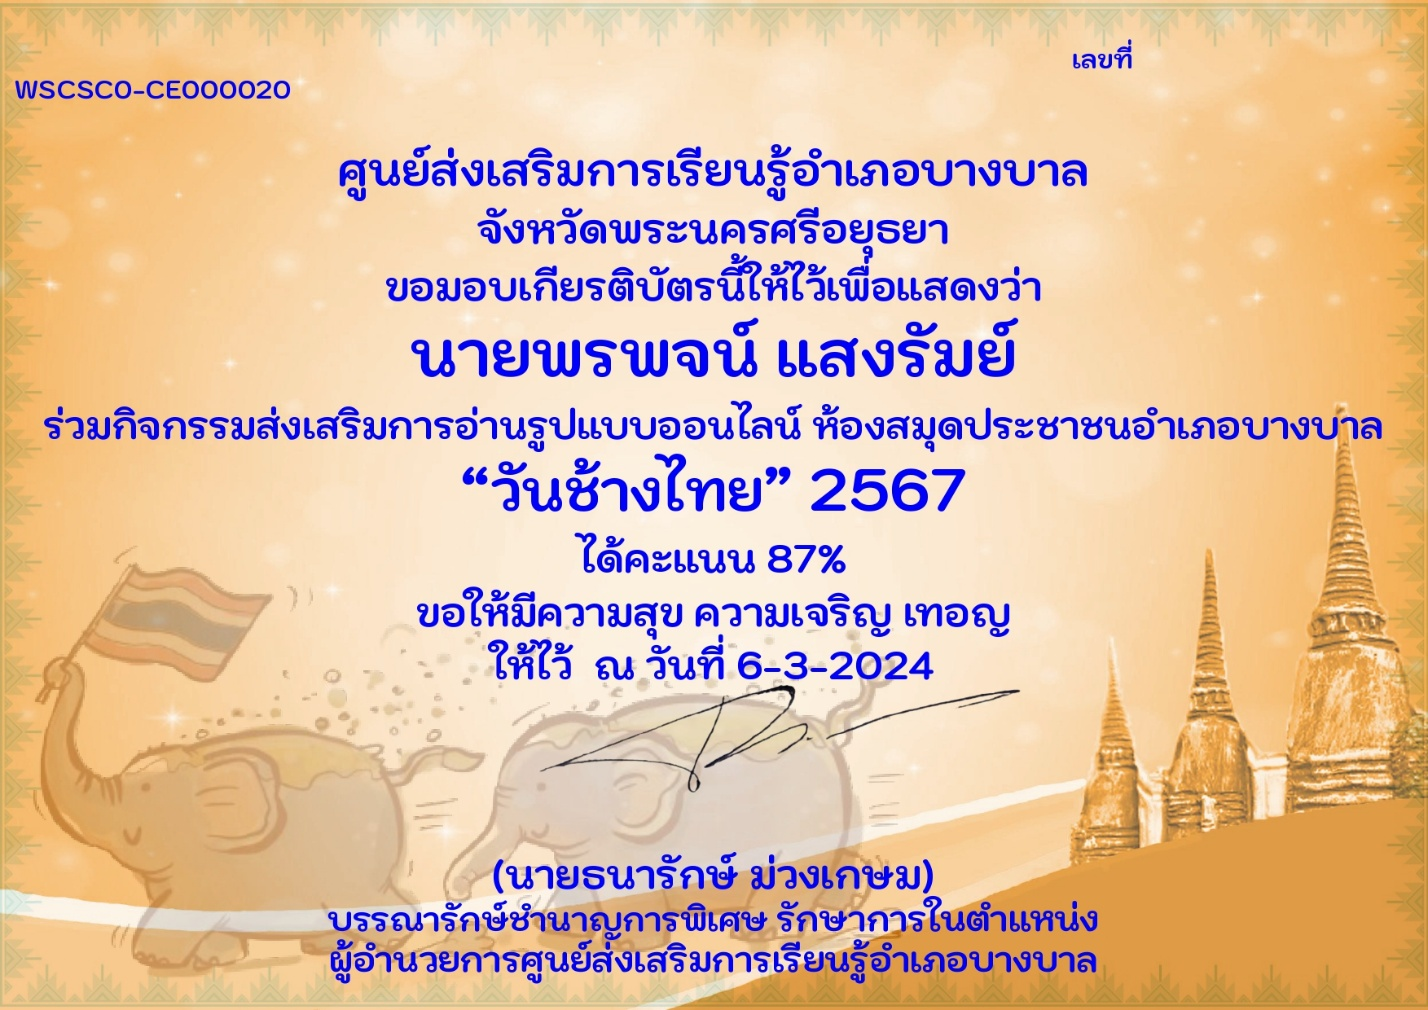 เลขที่
WSCSC0-CE000020
ศูนย์ส่งเสริมการเรียนรู้อำเภอบางบาล
จังหวัดพระนครศรีอยุธยา
ขอมอบเกียรติบัตรนี้ให้ไว้เพื่อแสดงว่า
นายพรพจน์ แสงรัมย์
ร่วมกิจกรรมส่งเสริมการอ่านรูปแบบออนไลน์ ห้องสมุดประชาชนอำเภอบางบาล
“วันช้างไทย” 2567
ได้คะแนน 87%
ขอให้มีความสุข ความเจริญ เทอญ
ให้ไว้ ณ วันที่ 6-3-2024
(นายธนารักษ์ ม่วงเกษม)
บรรณารักษ์ชำนาญการพิเศษ รักษาการในตำแหน่ง
ผู้อำนวยการศูนย์ส่งเสริมการเรียนรู้อำเภอบางบาล